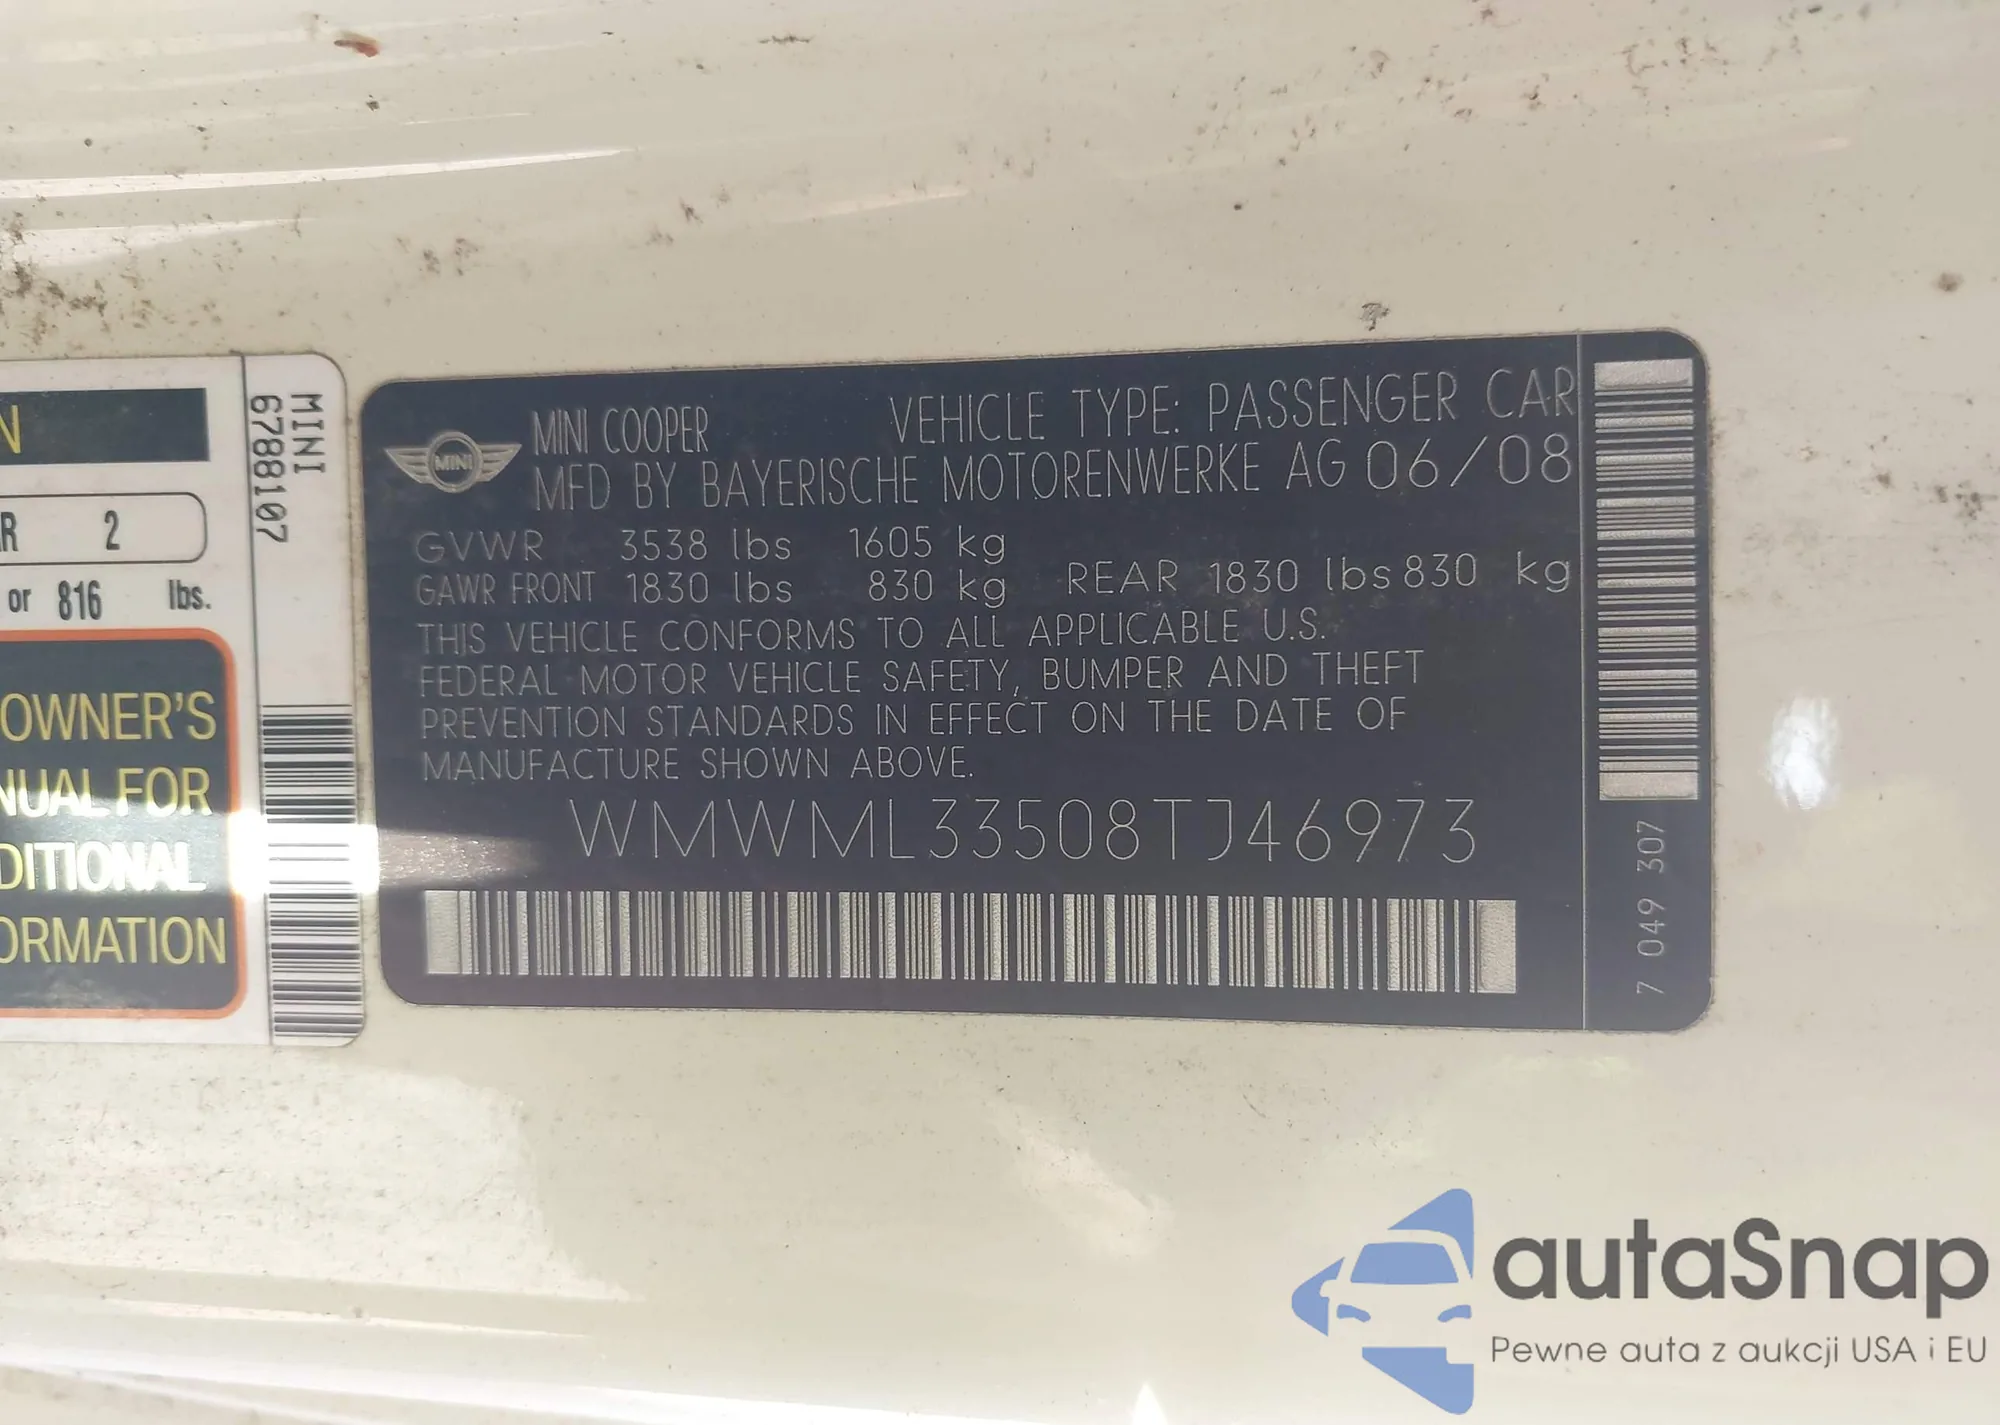 N
R 2
or 816 lbs.
OWNER'S
NUAL FOR
DITIONAL
ORMATION
MINI
6788107
MINI
MINI COOPER VEHICLE TYPE: PASSENGER CAR
MFD BY BAYERISCHE MOTORENWERKE AG 06/08
GVWR 3538 lbs 1605 kg
GAWR FRONT 1830 lbs 830 kg REAR 1830 lbs 830 kg
THIS VEHICLE CONFORMS TO ALL APPLICABLE U.S.
FEDERAL MOTOR VEHICLE SAFETY, BUMPER AND THEFT
PREVENTION STANDARDS IN EFFECT ON THE DATE OF
MANUFACTURE SHOWN ABOVE.
WMWML33508TJ46973
7 049 307
autaSnap
Pewne auta z aukcji USA i EU